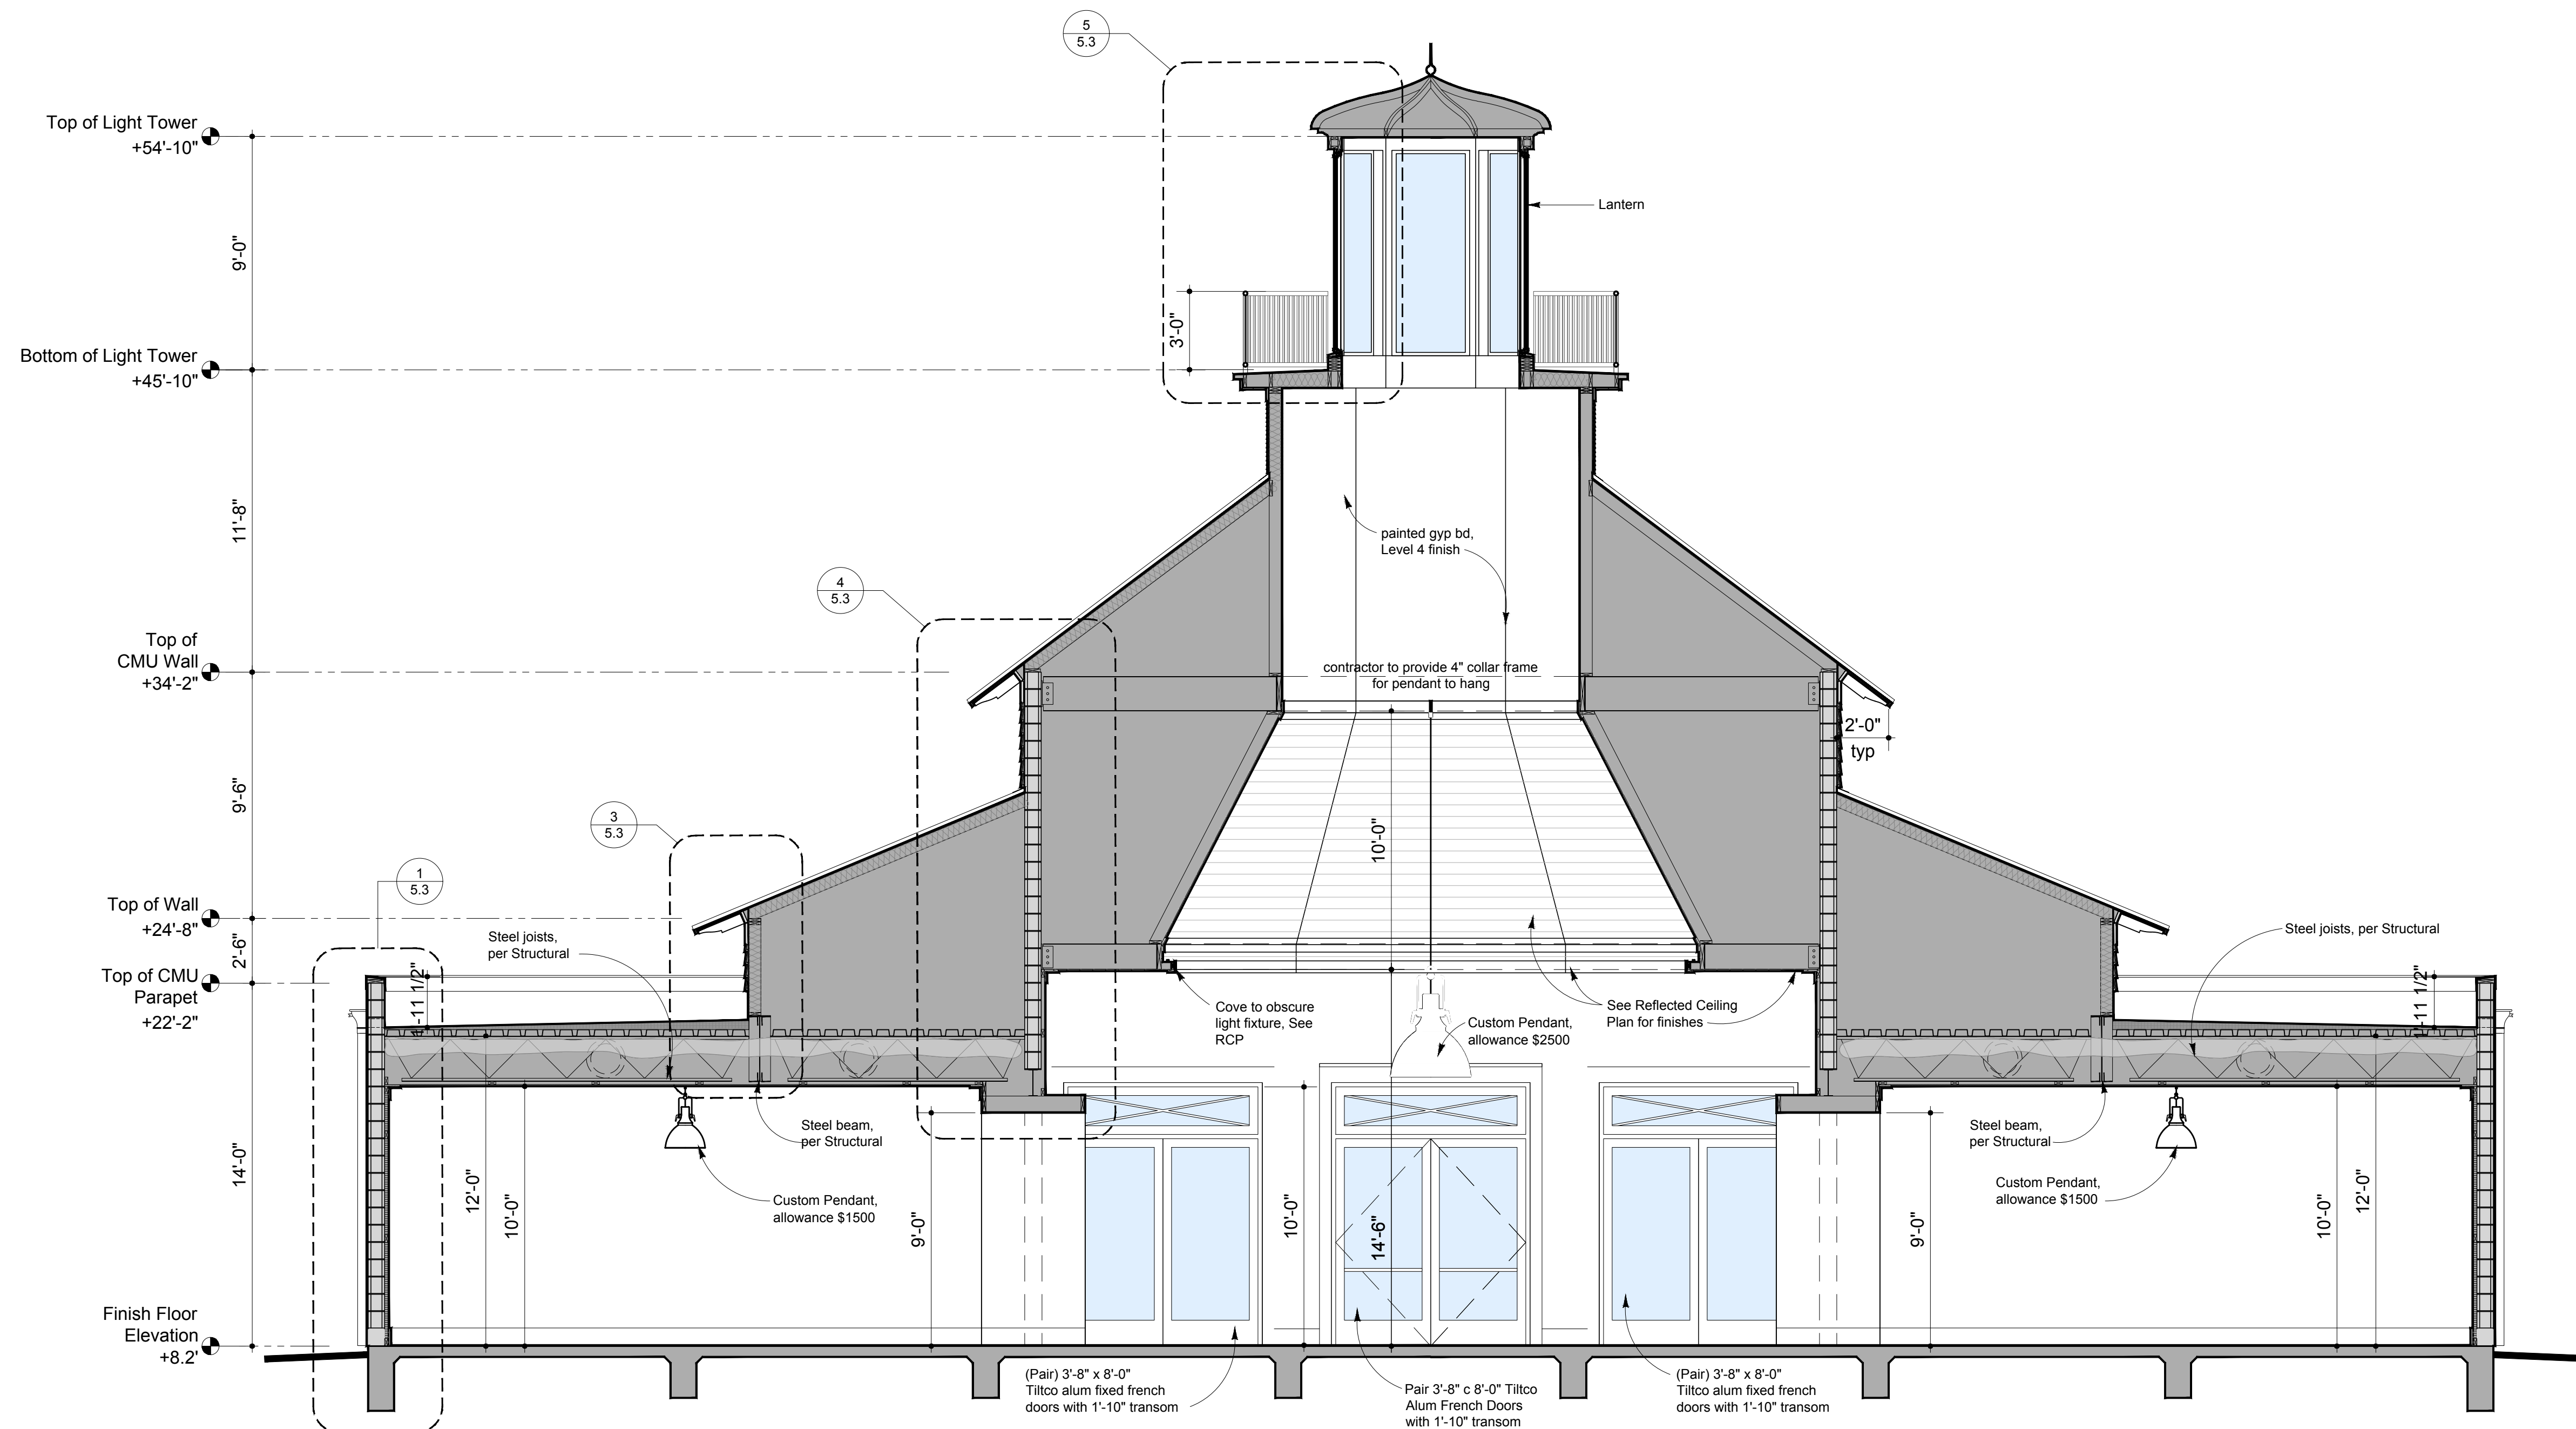 5
5.3
Top of Light Tower
+54'-10"
9'-0"
Lantern
3'-0"
Bottom of Light Tower
+45'-10"
11'-8"
painted gyp bd,
Level 4 finish
4
5.3
Top of
CMU Wall
+34'-2"
contractor to provide 4" collar frame
for pendant to hang
2'-0"
typ
9'-6"
10'-0"
3
5.3
1
5.3
Top of Wall
+24'-8"
2'-6"
Steel joists,
per Structural
Steel joists, per Structural
Top of CMU
Parapet
+22'-2"
1'-11 1/2"
1'-11 1/2"
Cove to obscure
light fixture, See
RCP
Custom Pendant,
allowance $2500
See Reflected Ceiling
Plan for finishes
Steel beam,
per Structural
Steel beam,
per Structural
14'-0"
12'-0"
10'-0"
Custom Pendant,
allowance $1500
9'-0"
10'-0"
14'-6"
9'-0"
Custom Pendant,
allowance $1500
10'-0"
12'-0"
Finish Floor
Elevation
+8.2'
(Pair) 3'-8" x 8'-0"
Tiltco alum fixed french
doors with 1'-10" transom
Pair 3'-8" c 8'-0" Tiltco
Alum French Doors
with 1'-10" transom
(Pair) 3'-8" x 8'-0"
Tiltco alum fixed french
doors with 1'-10" transom